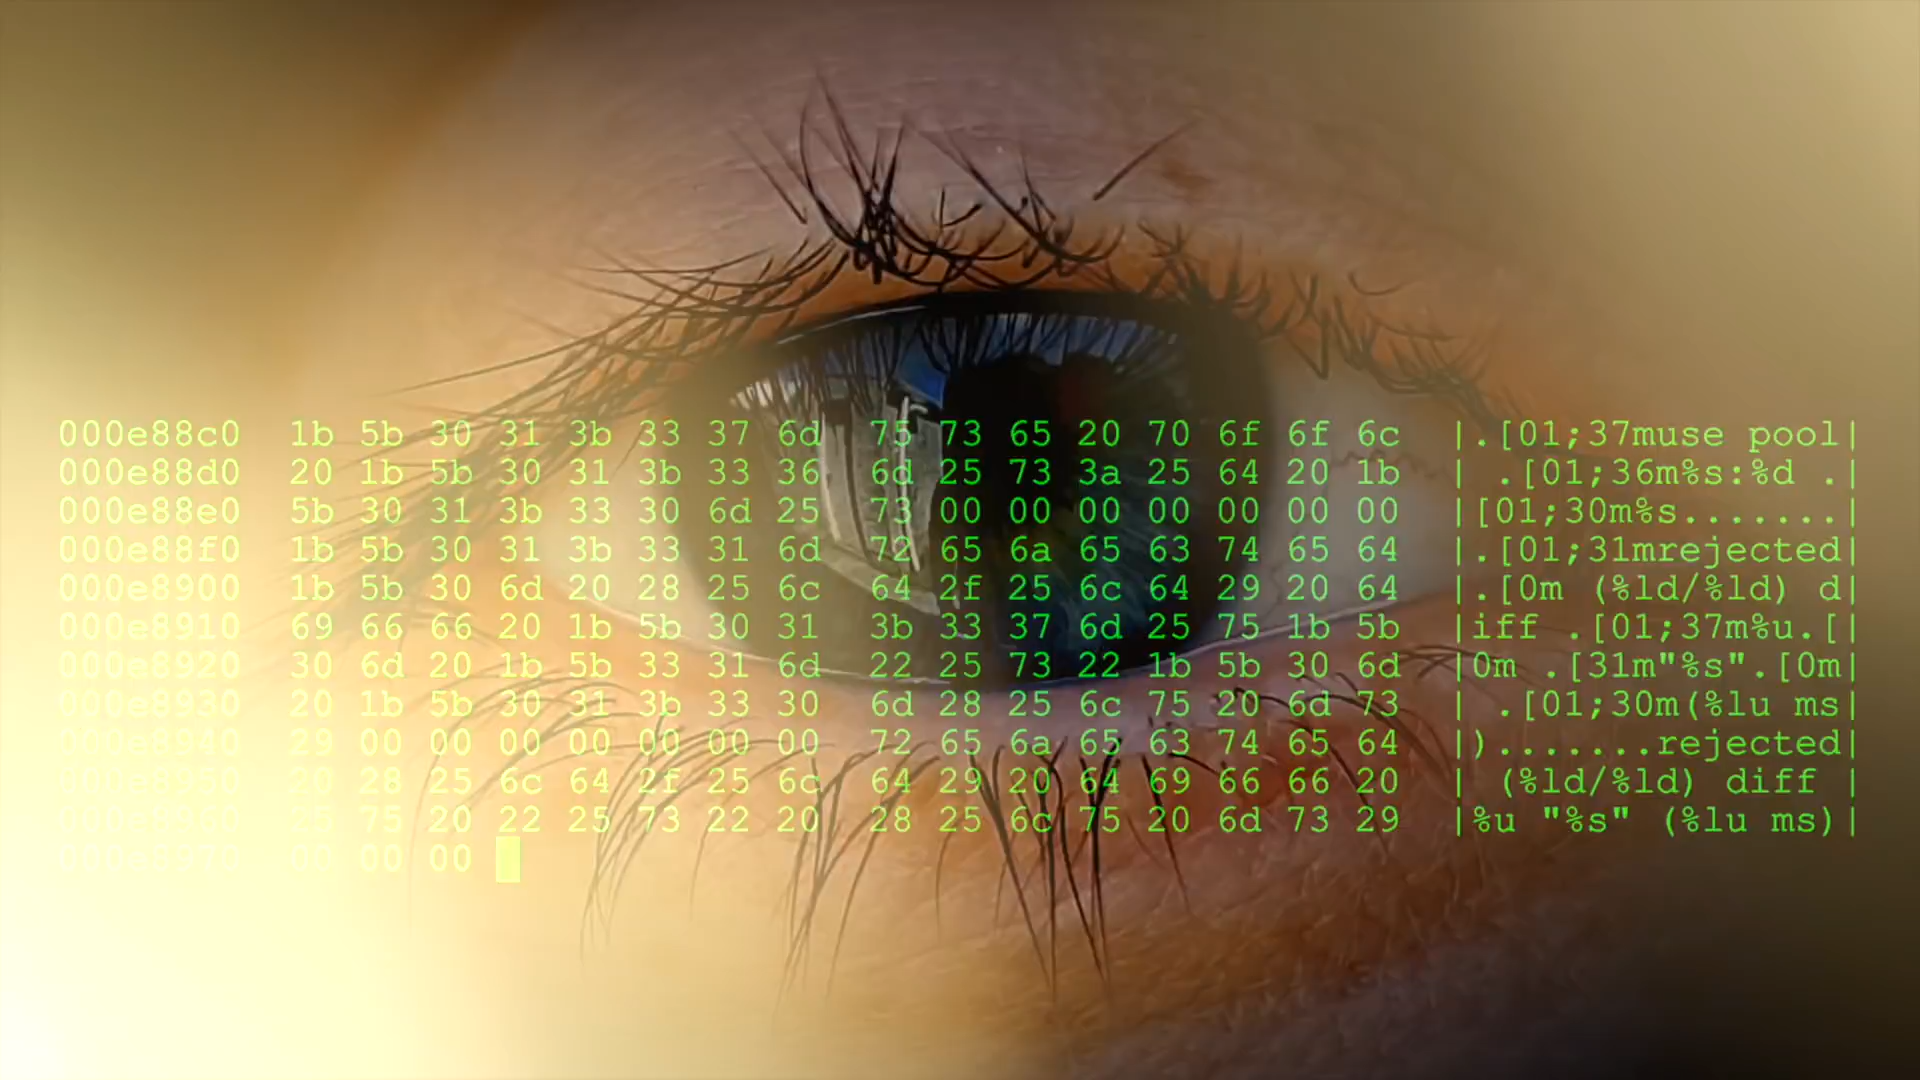 000e88c0  1b 5b 30 31 3b 33 37 6d  75 73 65 20 70 6f 6f 6c  |.[01;37muse pool|
000e88d0  20 1b 5b 30 31 3b 33 36  6d 25 73 3a 25 64 20 1b  | .[01;36m%s:%d .|
000e88e0  5b 30 31 3b 33 30 6d 25  73 00 00 00 00 00 00 00  |[01;30m%s.......|
000e88f0  1b 5b 30 31 3b 33 31 6d  72 65 6a 65 63 74 65 64  |.[01;31mrejected|
000e8900  1b 5b 30 6d 20 28 25 6c  64 2f 25 6c 64 29 20 64  |.[0m (%ld/%ld) d|
000e8910  69 66 66 20 1b 5b 30 31  3b 33 37 6d 25 75 1b 5b  |iff .[01;37m%u.[|
000e8920  30 6d 20 1b 5b 33 31 6d  22 25 73 22 1b 5b 30 6d  |0m .[31m"%s".[0m|
000e8930  20 1b 5b 30 31 3b 33 30  6d 28 25 6c 75 20 6d 73  | .[01;30m(%lu ms|
000e8940  29 00 00 00 00 00 00 00  72 65 6a 65 63 74 65 64  |).......rejected|
000e8950  20 28 25 6c 64 2f 25 6c  64 29 20 64 69 66 66 20  | (%ld/%ld) diff |
000e8960  25 75 20 22 25 73 22 20  28 25 6c 75 20 6d 73 29  |%u "%s" (%lu ms)|
000e8970  00 00 00